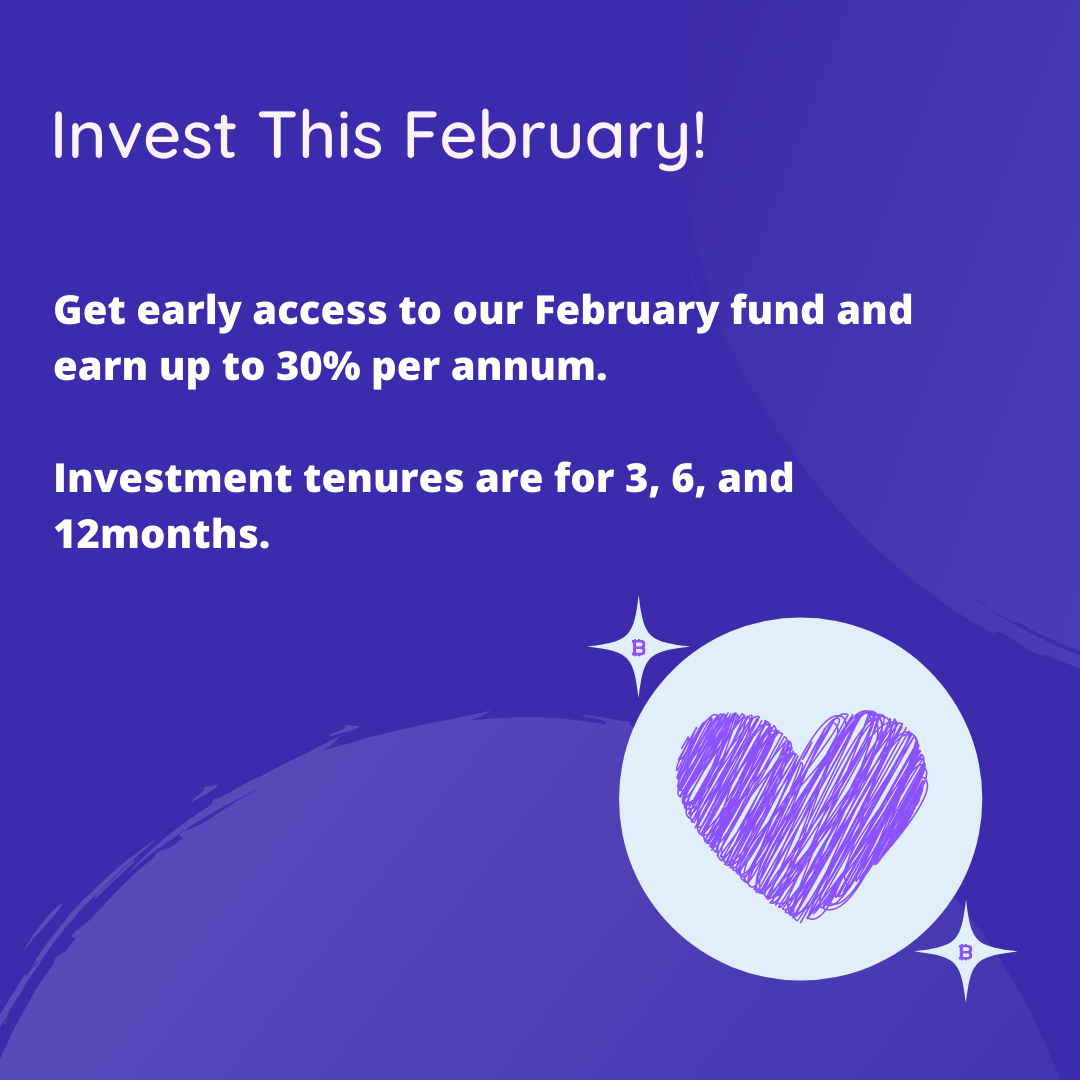 Invest This February!
Get early access to our February fund and
earn up to 30% per annum.
Investment tenures are for 3, 6, and
12months.
B
B